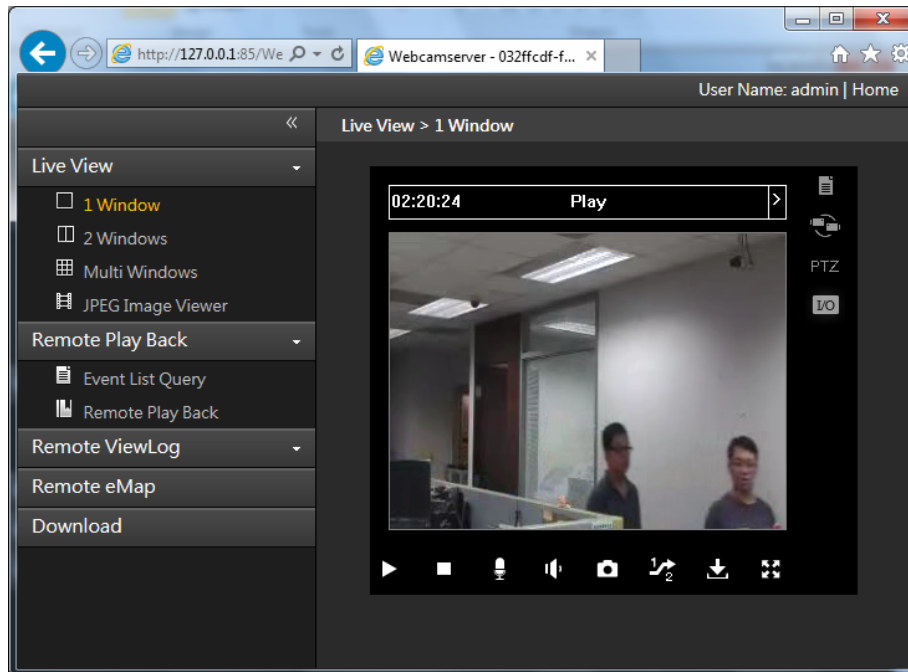 http://127.0.0.1:85/We
Webcamserver - 032ffcdf-f...
User Name: admin | Home
«
Live View > 1 Window
Live View
1 Window
2 Windows
Multi Windows
JPEG Image Viewer
Remote Play Back
Event List Query
Remote Play Back
Remote ViewLog
Remote eMap
Download
02:20:24 Play >
PTZ
I/O
1 2